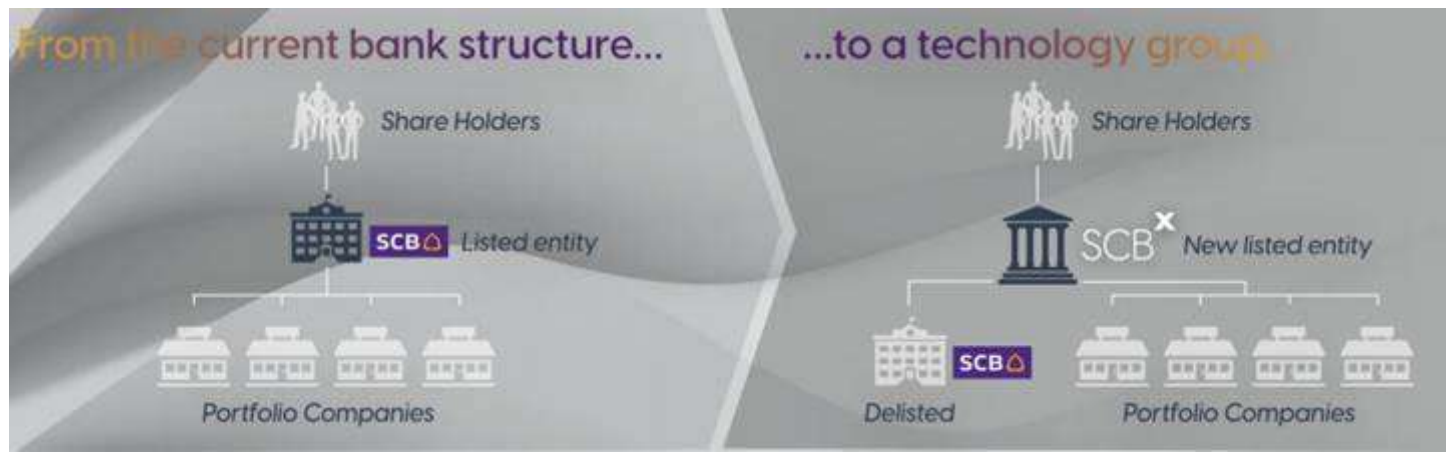 From the current bank structure...
Share Holders
SCB Listed entity
Portfolio Companies
...to a technology group.
Share Holders
SCBX New listed entity
SCB
Delisted
Portfolio Companies